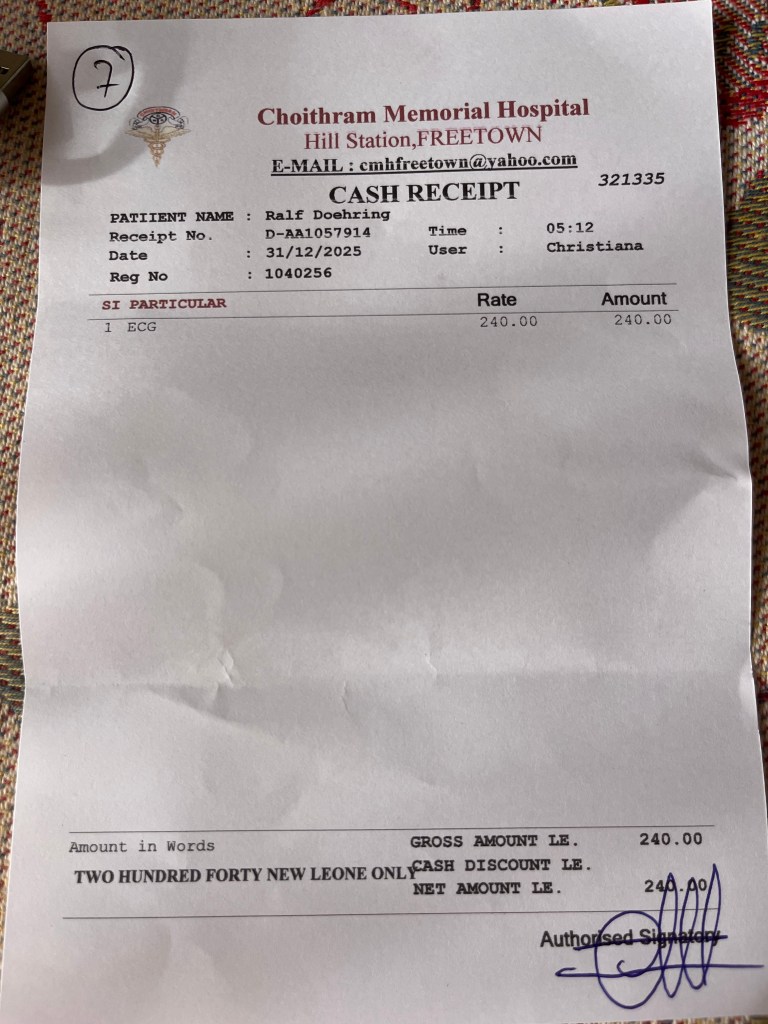 7
Choithram Memorial Hospital
Hill Station,FREETOWN
E-MAIL : cmhfreetown@yahoo.com
321335
CASH RECEIPT
PATIIENT NAME : Ralf Doehring
Receipt No. D-AA1057914 Time : 05:12
Date : 31/12/2025 User : Christiana
Reg No : 1040256
SI PARTICULAR Rate Amount
1 ECG 240.00 240.00
Amount in Words GROSS AMOUNT LE. 240.00
TWO HUNDRED FORTY NEW LEONE ONLY CASH DISCOUNT LE.
NET AMOUNT LE. 240.00
Authorised Signatory